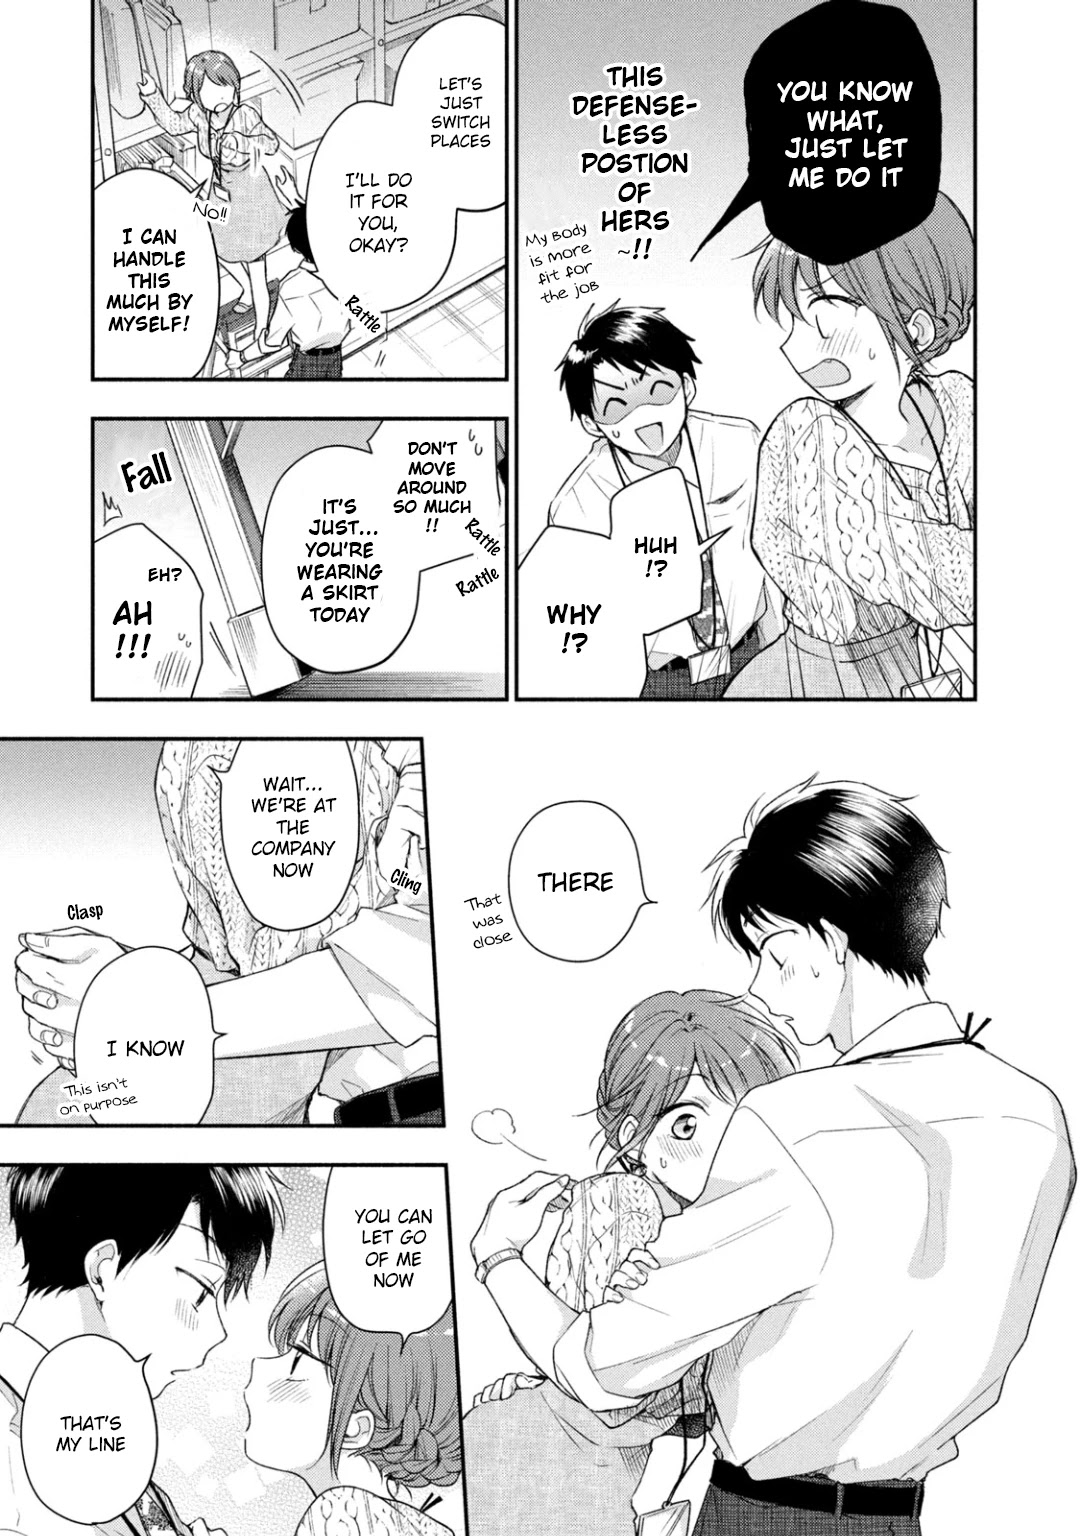 YOU KNOW
WHAT,
JUST LET
ME DO IT
THIS
DEFENSE-
LESS
POSTION
OF
HERS
~!!
My BODY
is more
fit for
the job
HUH
!?
WHY
!?
LET'S
JUST
SWITCH
PLACES
I'LL DO
IT FOR
YOU,
OKAY?
No!!
I CAN
HANDLE
THIS
MUCH BY
MYSELF!
Rattle
DON'T
MOVE
AROUND
SO MUCH
!!
Rattle
Rattle
IT'S
JUST...
YOU'RE
WEARING
A SKIRT
TODAY
Fall
EH?
AH
!!!
THERE
That
was
close
WAIT...
WE'RE AT
THE
COMPANY
NOW
Cling
Clasp
I KNOW
This isn't
on purpose
YOU CAN
LET GO
OF ME
NOW
THAT'S
MY LINE